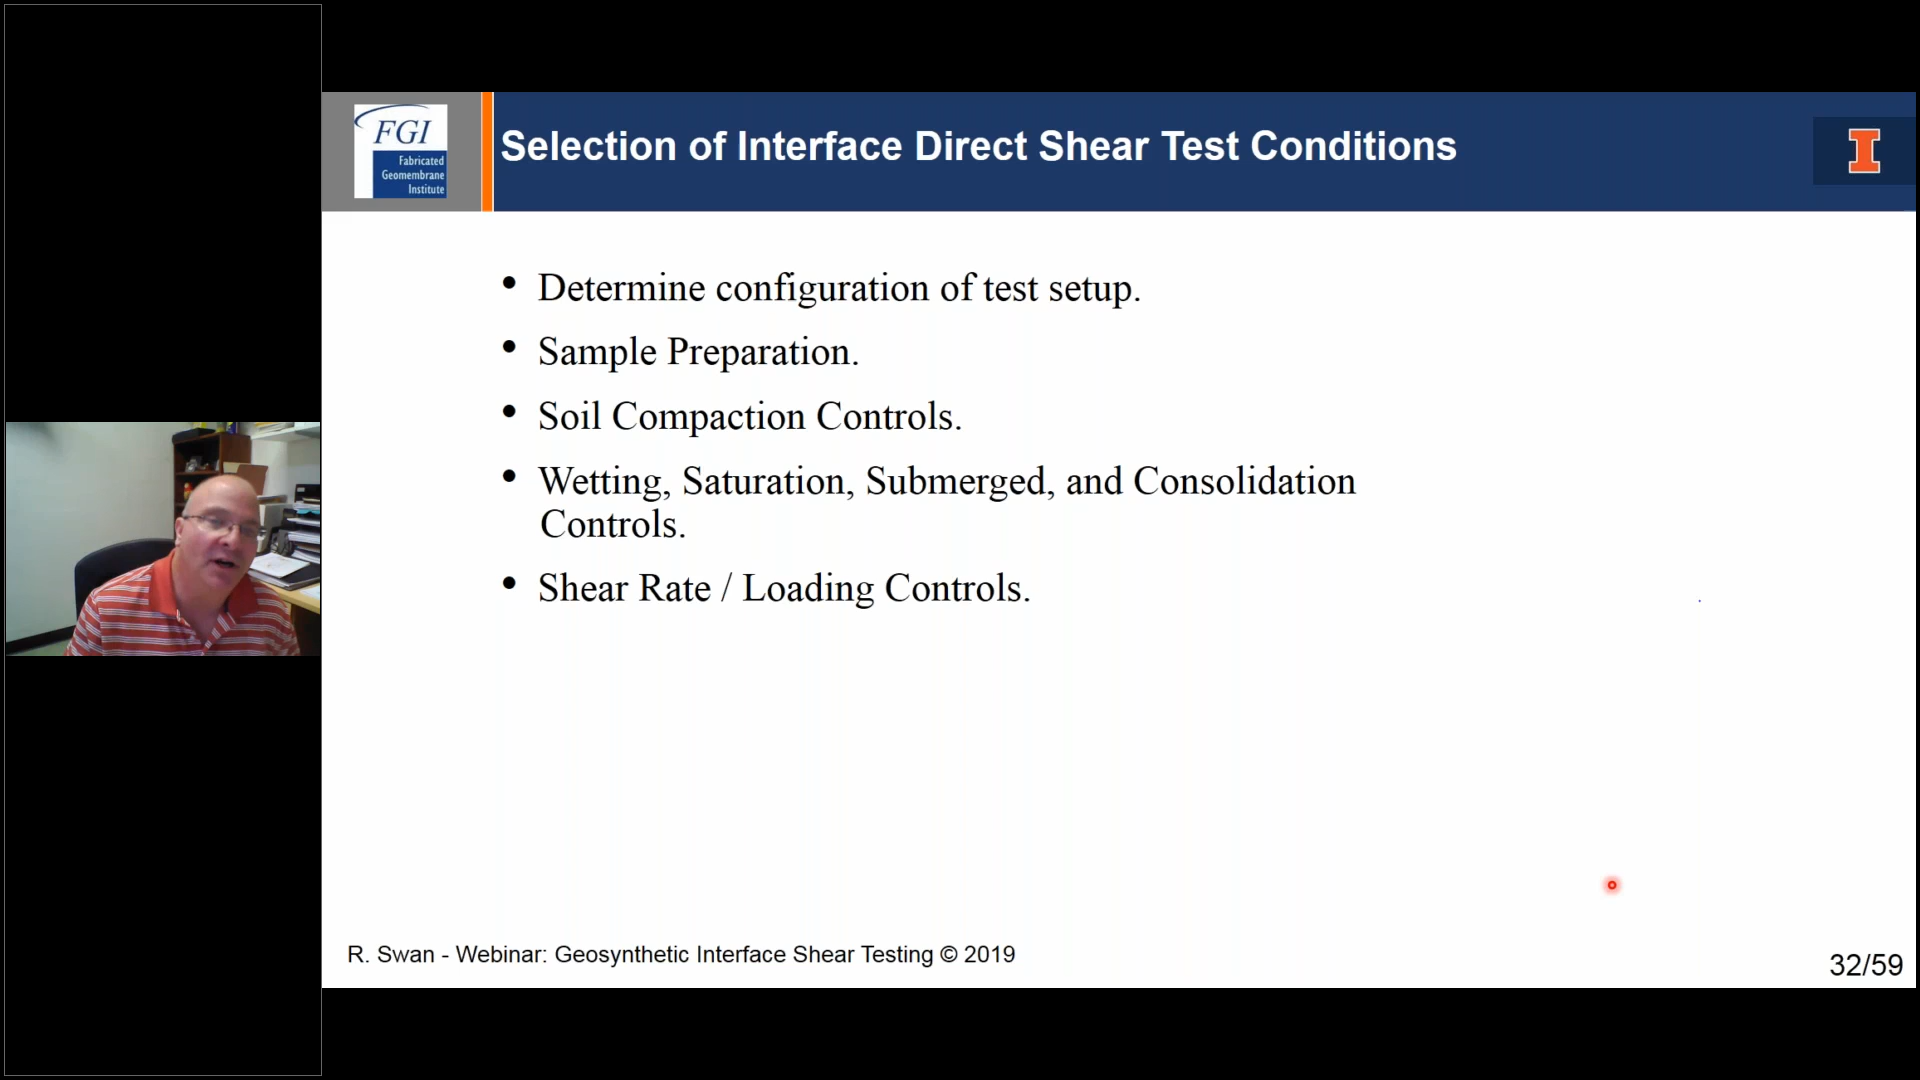 FGI
Fabricated
Geomembrane
Institute
Selection of Interface Direct Shear Test Conditions
I
• Determine configuration of test setup.
• Sample Preparation.
• Soil Compaction Controls.
• Wetting, Saturation, Submerged, and Consolidation
Controls.
• Shear Rate / Loading Controls.
R. Swan - Webinar: Geosynthetic Interface Shear Testing © 2019
32/59